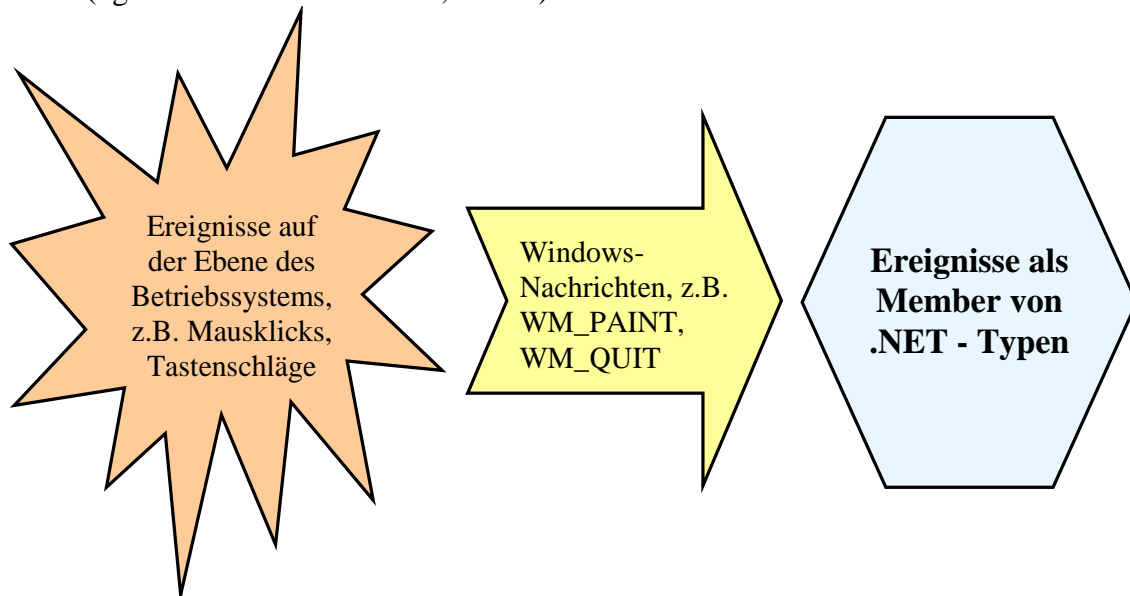 Ereignisse auf
der Ebene des
Betriebssystems,
z.B. Mausklicks,
Tastenschläge
Windows-
Nachrichten, z.B.
WM_PAINT,
WM_QUIT
Ereignisse als
Member von
.NET - Typen